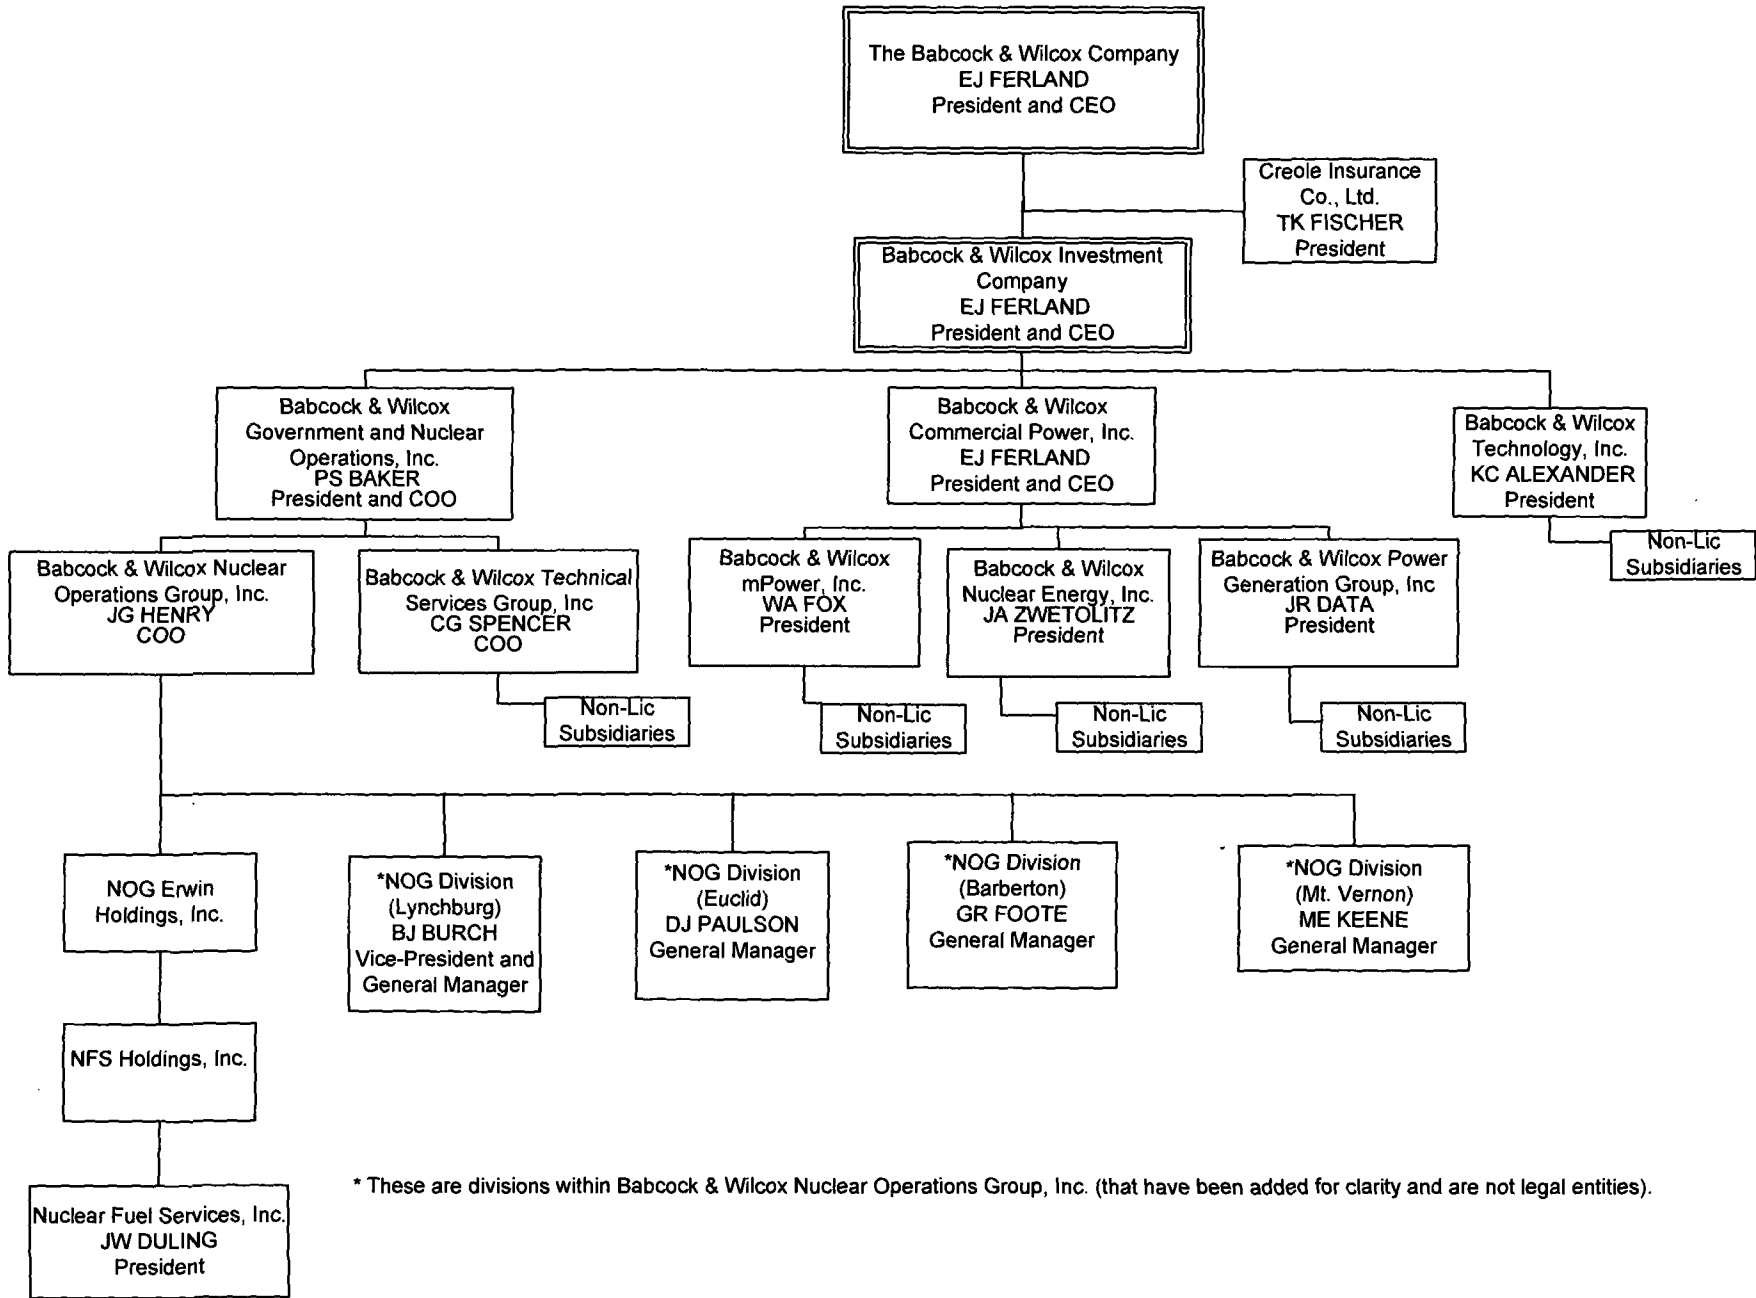 The Babcock & Wilcox Company
EJ FERLAND
President and CEO
Creole Insurance
Co., Ltd.
TK FISCHER
President
Babcock & Wilcox Investment
Company
EJ FERLAND
President and CEO
Babcock & Wilcox
Government and Nuclear
Operations, Inc.
PS BAKER
President and COO
Babcock & Wilcox
Commercial Power, Inc.
EJ FERLAND
President and CEO
Babcock & Wilcox
Technology, Inc.
KC ALEXANDER
President
Non-Lic
Subsidiaries
Babcock & Wilcox Nuclear
Operations Group, Inc.
JG HENRY
COO
Babcock & Wilcox Technical
Services Group, Inc
CG SPENCER
COO
Babcock & Wilcox
mPower, Inc.
WA FOX
President
Babcock & Wilcox
Nuclear Energy, Inc.
JA ZWETOLITZ
President
Babcock & Wilcox Power
Generation Group, Inc
JR DATA
President
Non-Lic
Subsidiaries
Non-Lic
Subsidiaries
Non-Lic
Subsidiaries
Non-Lic
Subsidiaries
NOG Erwin
Holdings, Inc.
*NOG Division
(Lynchburg)
BJ BURCH
Vice-President and
General Manager
*NOG Division
(Euclid)
DJ PAULSON
General Manager
*NOG Division
(Barberton)
GR FOOTE
General Manager
*NOG Division
(Mt. Vernon)
ME KEENE
General Manager
NFS Holdings, Inc.
* These are divisions within Babcock & Wilcox Nuclear Operations Group, Inc. (that have been added for clarity and are not legal entities).
Nuclear Fuel Services, Inc.
JW DULING
President